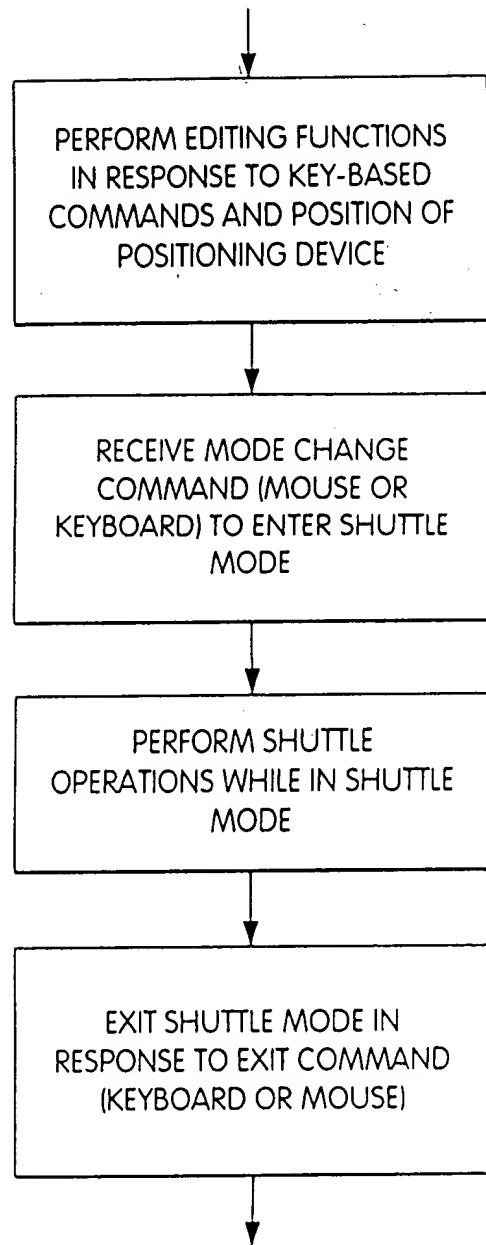 PERFORM EDITING FUNCTIONS
IN RESPONSE TO KEY-BASED
COMMANDS AND POSITION OF
POSITIONING DEVICE
RECEIVE MODE CHANGE
COMMAND (MOUSE OR
KEYBOARD) TO ENTER SHUTTLE
MODE
PERFORM SHUTTLE
OPERATIONS WHILE IN SHUTTLE
MODE
EXIT SHUTTLE MODE IN
RESPONSE TO EXIT COMMAND
(KEYBOARD OR MOUSE)